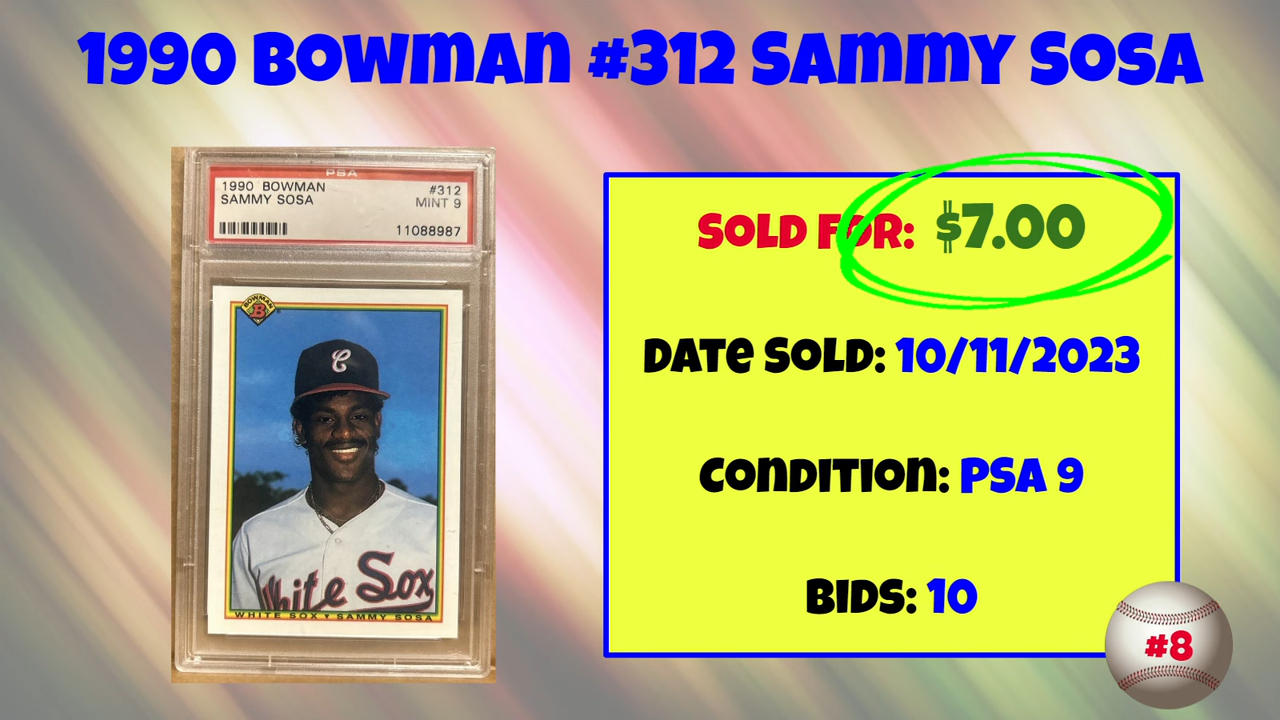 1990 BOWMAN #312 SAMMY SOSA
PSA
1990 BOWMAN #312
SAMMY SOSA MINT 9
11088987
BOWMAN
B
C
White Sox
WHITE SOX • SAMMY SOSA
SOLD FOR: $7.00
DATE SOLD: 10/11/2023
CONDITION: PSA 9
BIDS: 10
#8